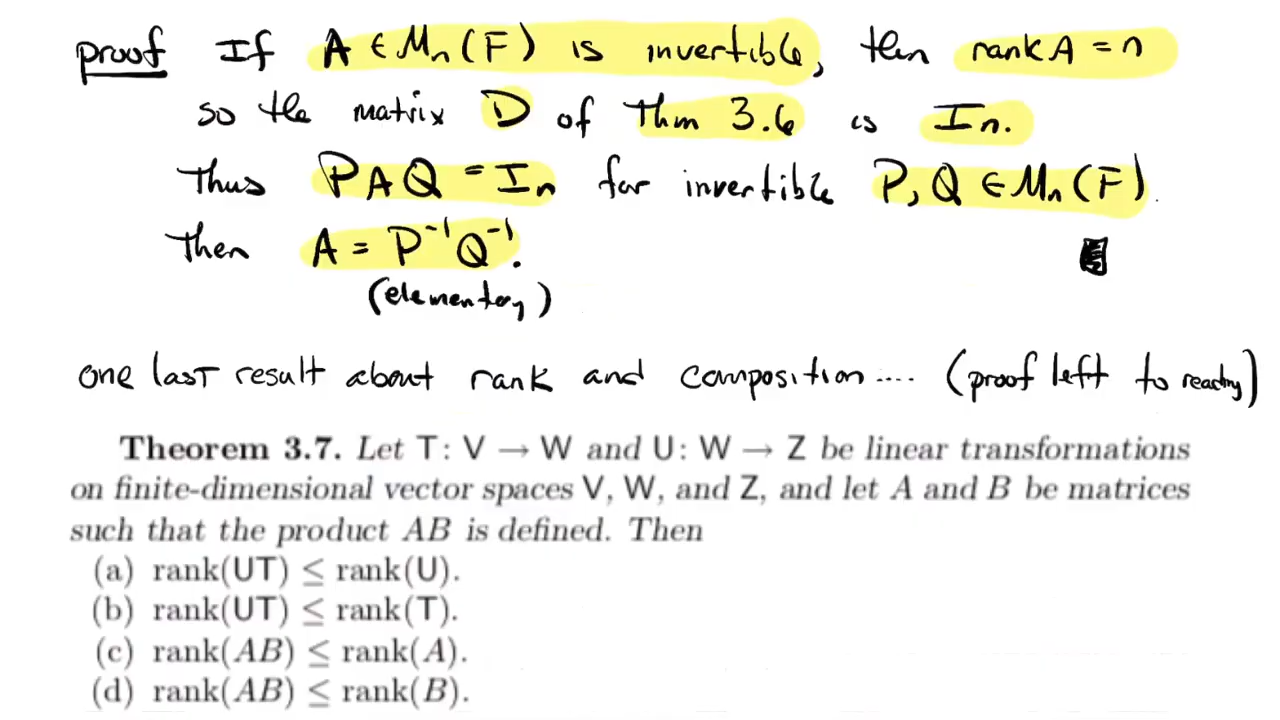 proof If A ∈ Mn(F) is invertible, then rank A = n
so the matrix D of Thm 3.6 is In.
Thus PAQ = In for invertible P, Q ∈ Mn(F).
Then A = P⁻¹Q⁻¹.
(elementary)
one last result about rank and composition.... (proof left to reading)
Theorem 3.7. Let T: V → W and U: W → Z be linear transformations
on finite-dimensional vector spaces V, W, and Z, and let A and B be matrices
such that the product AB is defined. Then
(a) rank(UT) ≤ rank(U).
(b) rank(UT) ≤ rank(T).
(c) rank(AB) ≤ rank(A).
(d) rank(AB) ≤ rank(B).